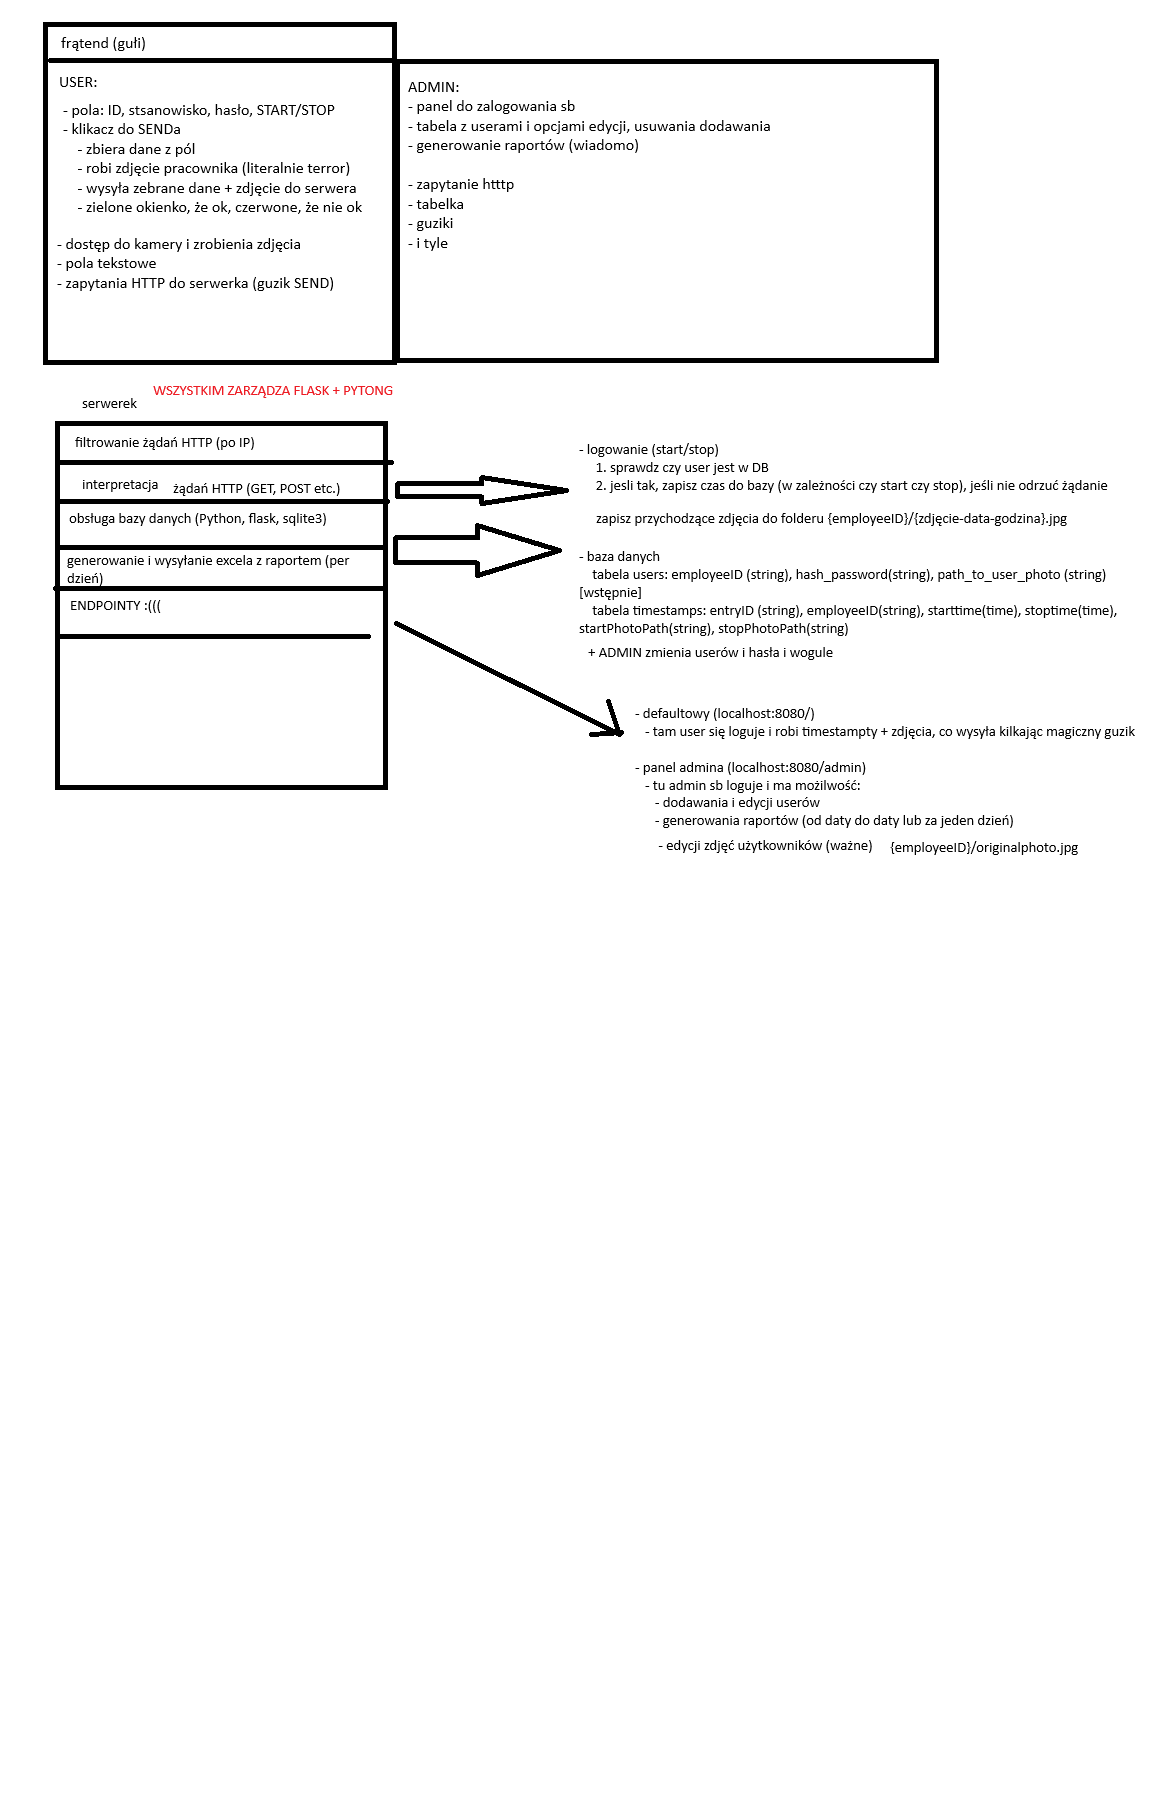 frątend (gułi)
USER:
- pola: ID, stsanowisko, hasło, START/STOP
- klikacz do SENDa
- zbiera dane z pól
- robi zdjęcie pracownika (literalnie terror)
- wysyła zebrane dane + zdjęcie do serwera
- zielone okienko, że ok, czerwone, że nie ok
- dostęp do kamery i zrobienia zdjęcia
- pola tekstowe
- zapytania HTTP do serwerka (guzik SEND)
ADMIN:
- panel do zalogowania sb
- tabela z userami i opcjami edycji, usuwania dodawania
- generowanie raportów (wiadomo)
- zapytanie htttp
- tabelka
- guziki
- i tyle
WSZYSTKIM ZARZĄDZA FLASK + PYTONG
serwerek
filtrowanie żądań HTTP (po IP)
interpretacja żądań HTTP (GET, POST etc.)
obsługa bazy danych (Python, flask, sqlite3)
generowanie i wysyłanie excela z raportem (per
dzień)
ENDPOINTY :(((
- logowanie (start/stop)
1. sprawdz czy user jest w DB
2. jesli tak, zapisz czas do bazy (w zależności czy start czy stop), jeśli nie odrzuć żądanie
zapisz przychodzące zdjęcia do folderu {employeeID}/{zdjęcie-data-godzina}.jpg
- baza danych
tabela users: employeeID (string), hash_password(string), path_to_user_photo (string)
[wstępnie]
tabela timestamps: entryID (string), employeeID(string), starttime(time), stoptime(time),
startPhotoPath(string), stopPhotoPath(string)
+ ADMIN zmienia userów i hasła i wogule
- defaultowy (localhost:8080/)
- tam user się loguje i robi timestampty + zdjęcia, co wysyła kilkając magiczny guzik
- panel admina (localhost:8080/admin)
- tu admin sb loguje i ma możilwość:
- dodawania i edycji userów
- generowania raportów (od daty do daty lub za jeden dzień)
- edycji zdjęć użytkowników (ważne) {employeeID}/originalphoto.jpg